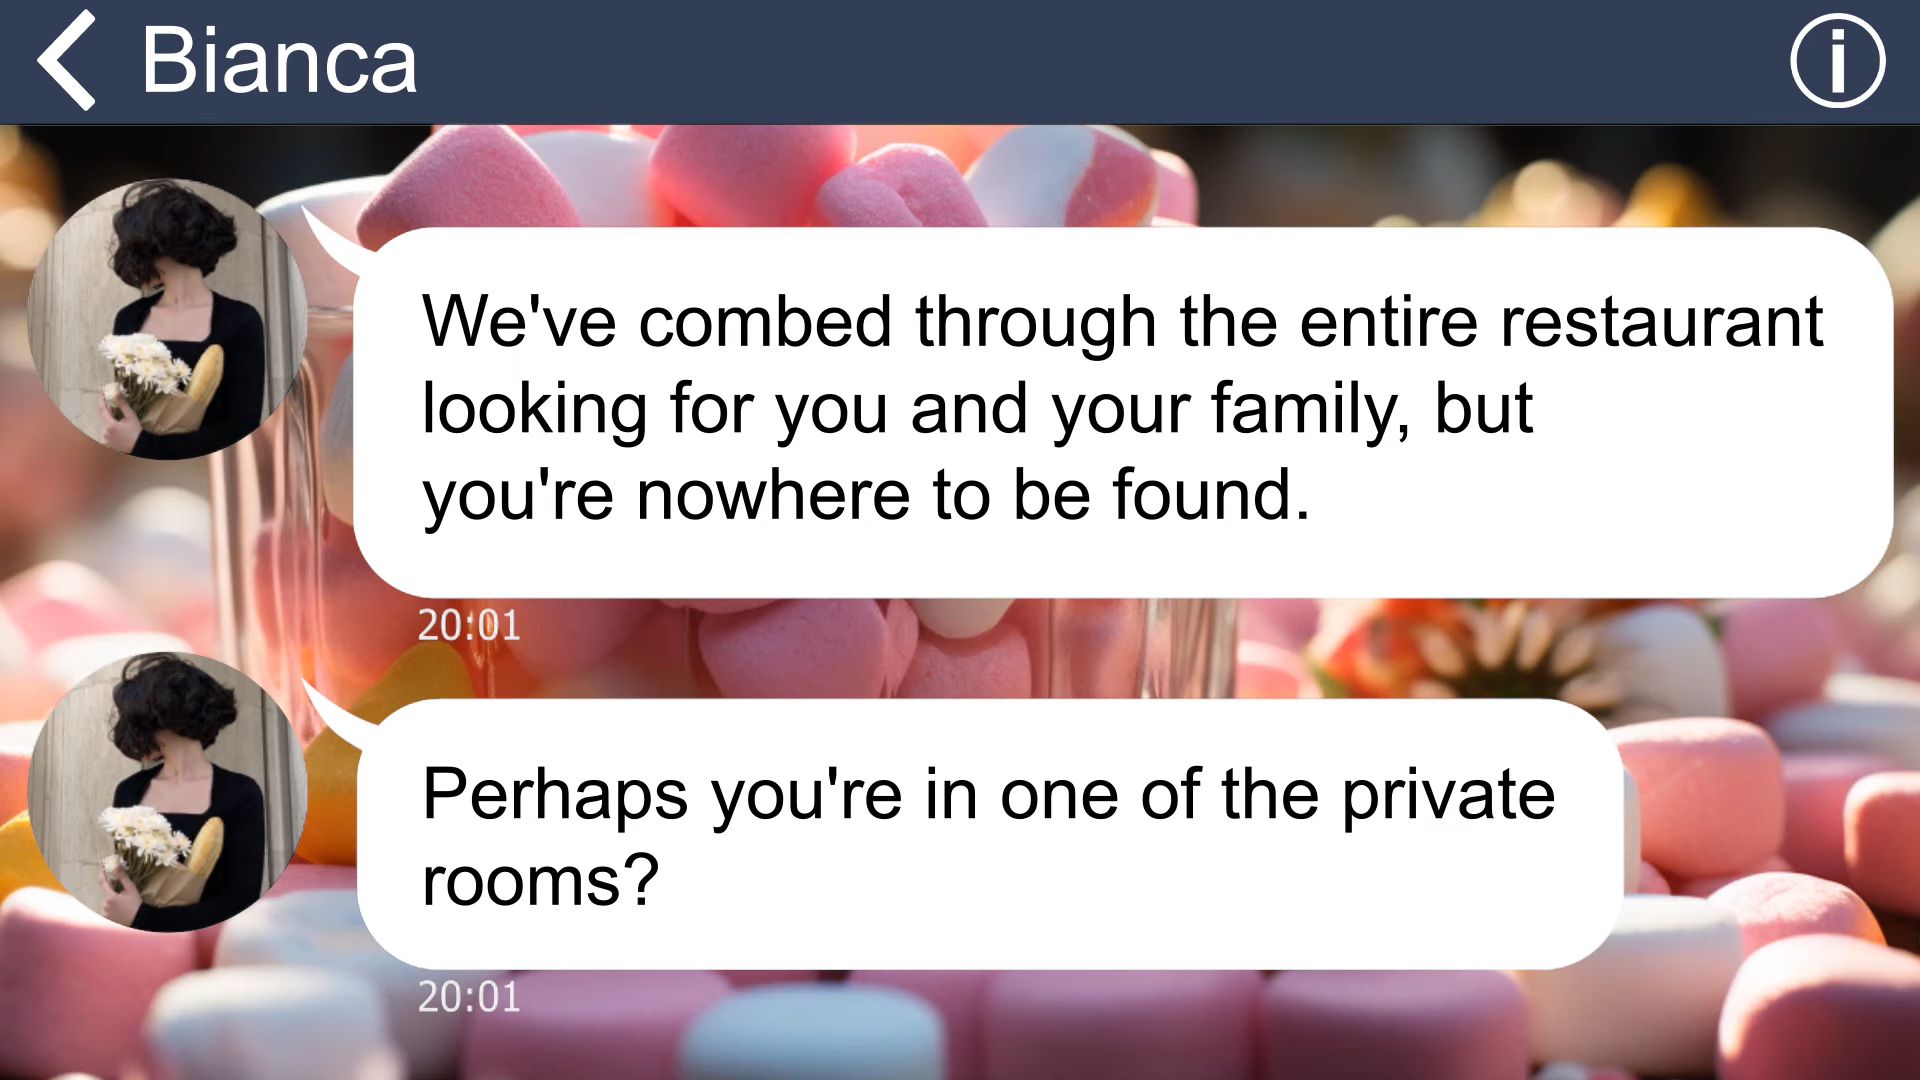 Bianca
We've combed through the entire restaurant
looking for you and your family, but
you're nowhere to be found.
20:01
Perhaps you're in one of the private
rooms?
20:01